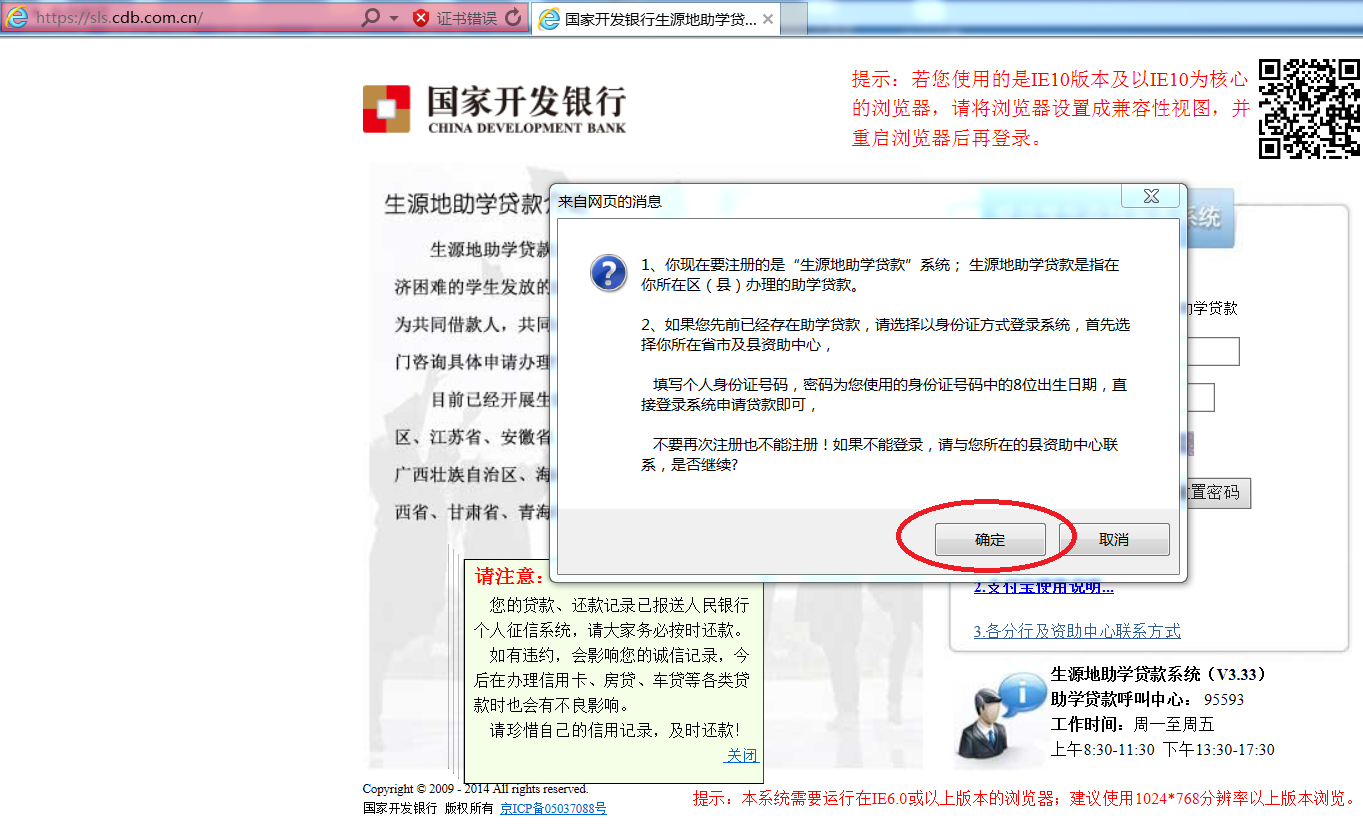 https://sls.cdb.com.cn/
证书错误
国家开发银行生源地助学贷...
国家开发银行
CHINA DEVELOPMENT BANK
提示：若您使用的是IE10版本及以IE10为核心
的浏览器，请将浏览器设置成兼容性视图，并
重启浏览器后再登录。
生源地助学贷款
系统
来自网页的消息
1、你现在要注册的是“生源地助学贷款”系统； 生源地助学贷款是指在
你所在区（县）办理的助学贷款。
2、如果您先前已经存在助学贷款，请选择以身份证方式登录系统，首先选
择你所在省市及县资助中心，
填写个人身份证号码，密码为您使用的身份证号码中的8位出生日期，直
接登录系统申请贷款即可，
不要再次注册也不能注册！如果不能登录，请与您所在的县资助中心联
系，是否继续?
确定
取消
生源地助学贷款
济困难的学生发放的
为共同借款人，共同
门咨询具体申请办理
目前已经开展生
区、江苏省、安徽省
广西壮族自治区、海
西省、甘肃省、青海
学贷款
置密码
2.支付宝使用说明...
3.各分行及资助中心联系方式
请注意：
您的贷款、还款记录已报送人民银行
个人征信系统，请大家务必按时还款。
如有违约，会影响您的诚信记录，今
后在办理信用卡、房贷、车贷等各类贷
款时也会有不良影响。
请珍惜自己的信用记录，及时还款！
关闭
生源地助学贷款系统（V3.33）
助学贷款呼叫中心： 95593
工作时间：周一至周五
上午8:30-11:30 下午13:30-17:30
Copyright © 2009 - 2014 All rights reserved.
国家开发银行 版权所有 京ICP备05037088号
提示：本系统需要运行在IE6.0或以上版本的浏览器；建议使用1024*768分辨率以上版本浏览。